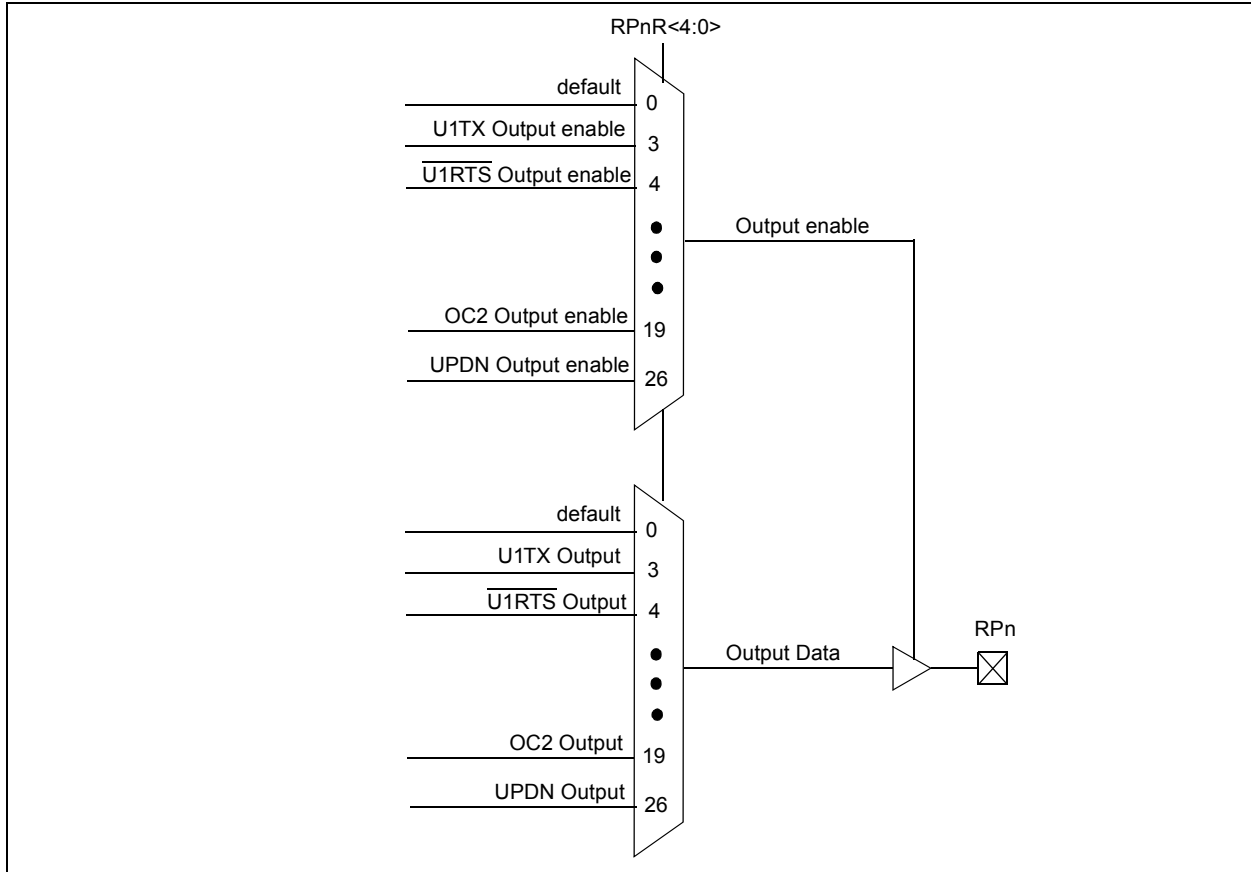 RPnR<4:0>
default
0
U1TX Output enable
3
U1RTS Output enable
4
Output enable
OC2 Output enable
19
UPDN Output enable
26
default
0
U1TX Output
3
U1RTS Output
4
RPn
Output Data
OC2 Output
19
UPDN Output
26